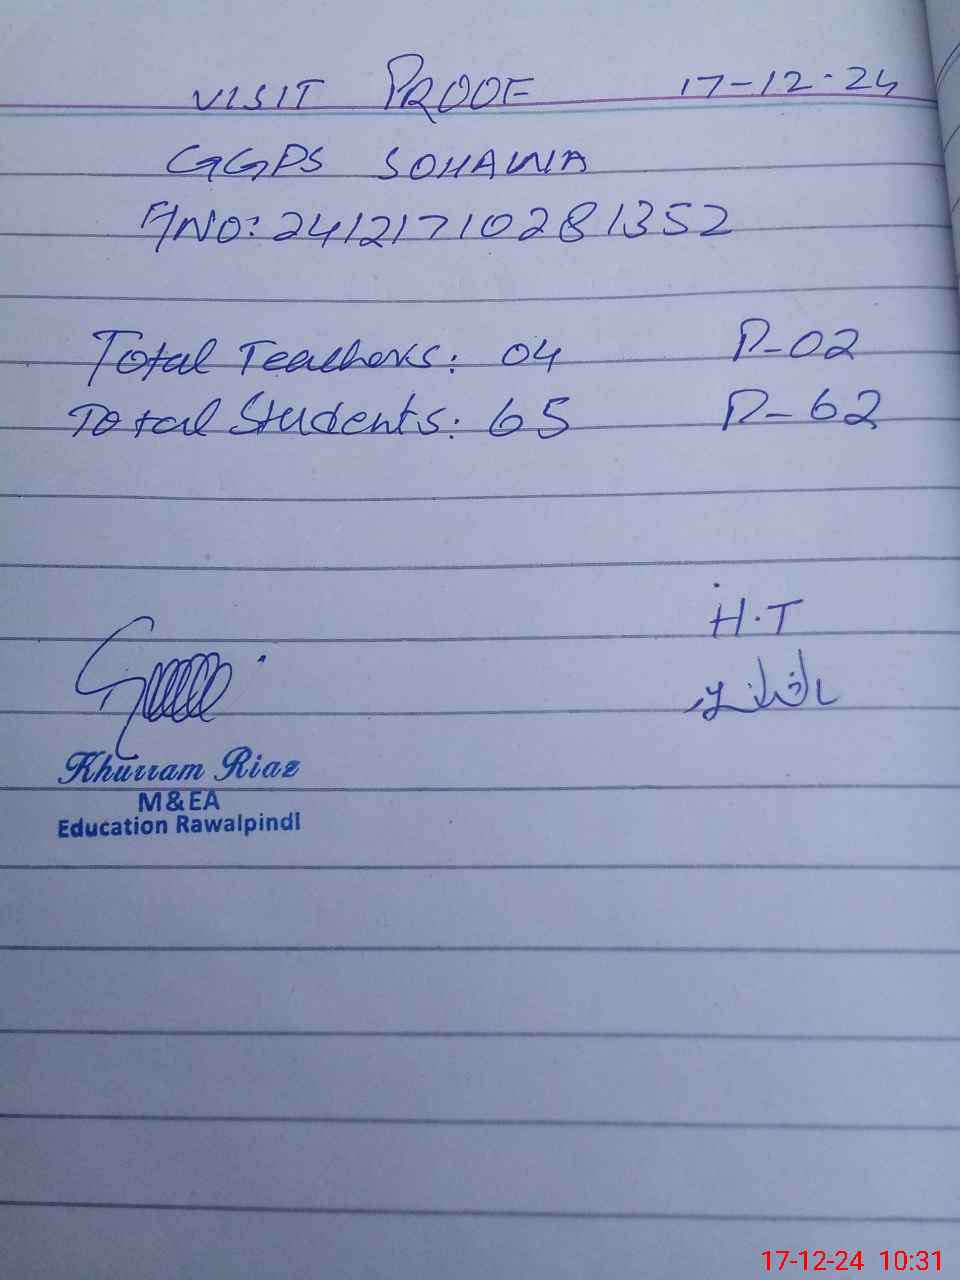 VISIT PROOF 17-12-24
GGPS SOHAWA
A/NO: 24121710281352
Total Teachers: 04 P-02
Total Students: 65 P-62
H.T
Khurram Riaz
M&EA
Education Rawalpindi
17-12-24 10:31